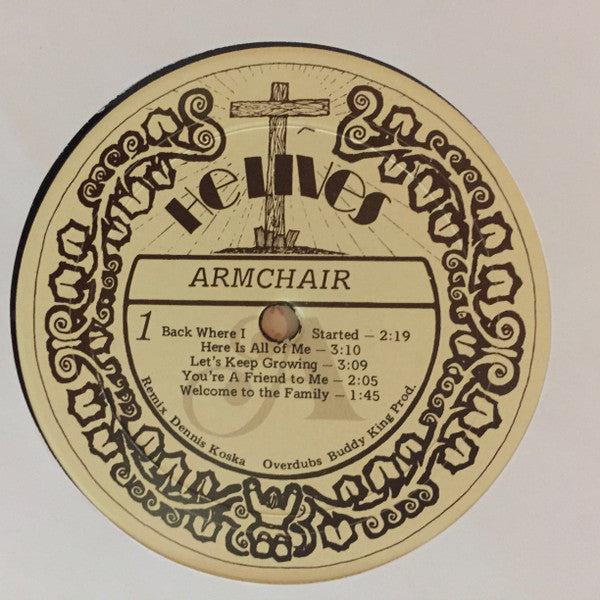 HE LIVES
ARMCHAIR
1
Back Where I Started — 2:19
Here Is All of Me — 3:10
Let's Keep Growing — 3:09
You're A Friend to Me — 2:05
Welcome to the Family — 1:45
Remix Dennis Koska Overdubs Buddy King Prod.